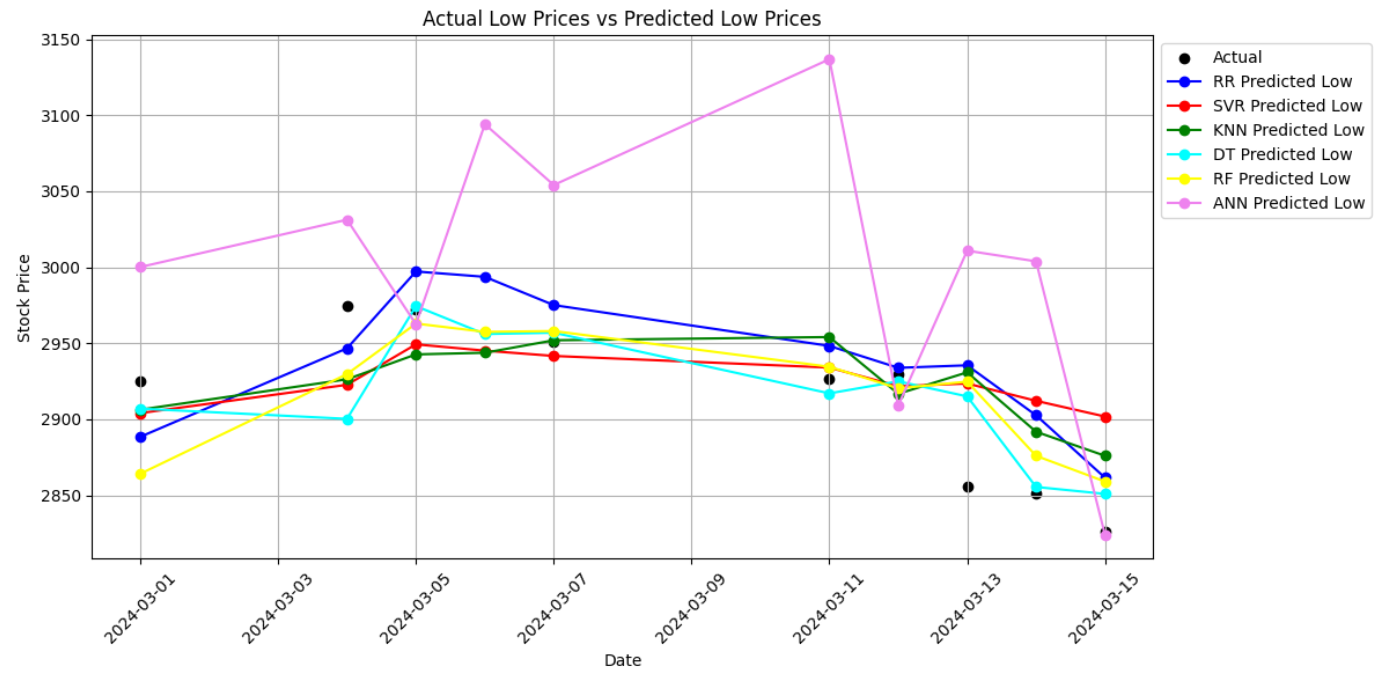 Actual Low Prices vs Predicted Low Prices
3150
3100
3050
3000
2950
2900
2850
Stock Price
2024-03-01
2024-03-03
2024-03-05
2024-03-07
2024-03-09
2024-03-11
2024-03-13
2024-03-15
Date
Actual
RR Predicted Low
SVR Predicted Low
KNN Predicted Low
DT Predicted Low
RF Predicted Low
ANN Predicted Low